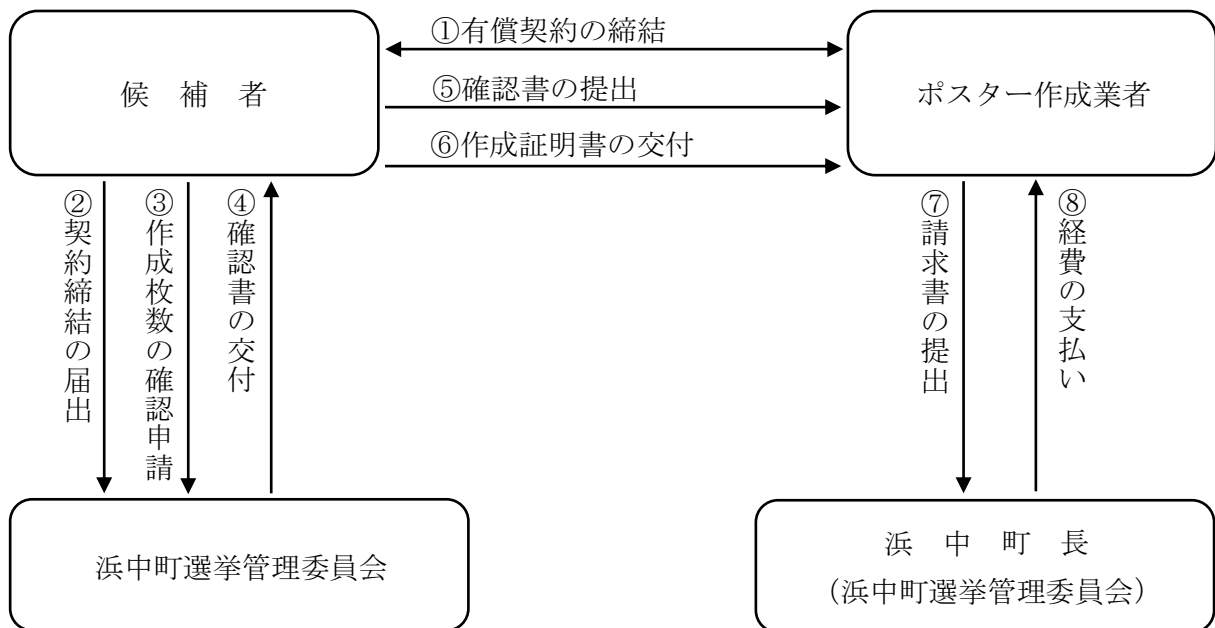 ①有償契約の締結
候　補　者
⑤確認書の提出
ポスター作成業者
⑥作成証明書の交付
②契約締結の届出
③作成枚数の確認申請
④確認書の交付
⑦請求書の提出
⑧経費の支払い
浜中町選挙管理委員会
浜　中　町　長
（浜中町選挙管理委員会）